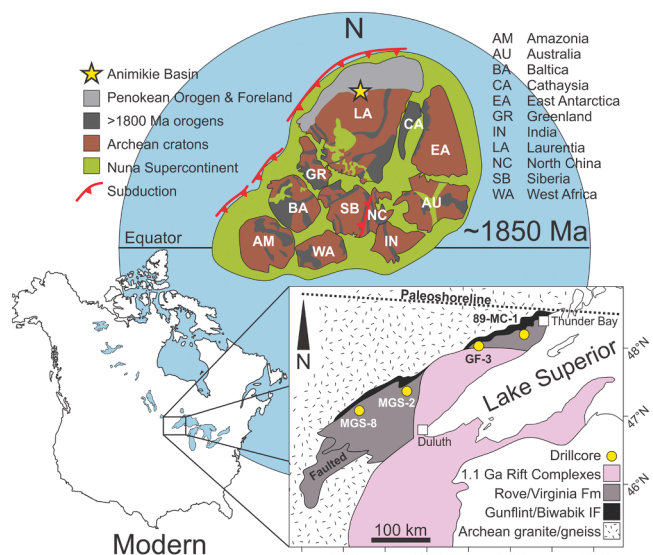 N
Animikie Basin
Penokean Orogen & Foreland
>1800 Ma orogens
Archean cratons
Nuna Supercontinent
Subduction
AM Amazonia
AU Australia
BA Baltica
CA Cathaysia
EA East Antarctica
GR Greenland
IN India
LA Laurentia
NC North China
SB Siberia
WA West Africa
LA
CA
EA
GR
BA
SB
NC
AU
AM
WA
IN
Equator
~1850 Ma
Modern
Paleoshoreline
89-MC-1
Thunder Bay
N
GF-3
Lake Superior
MGS-2
MGS-8
Duluth
Faulted
Drillcore
1.1 Ga Rift Complexes
Rove/Virginia Fm
Gunflint/Biwabik IF
Archean granite/gneiss
100 km
48°N
47°N
46°N